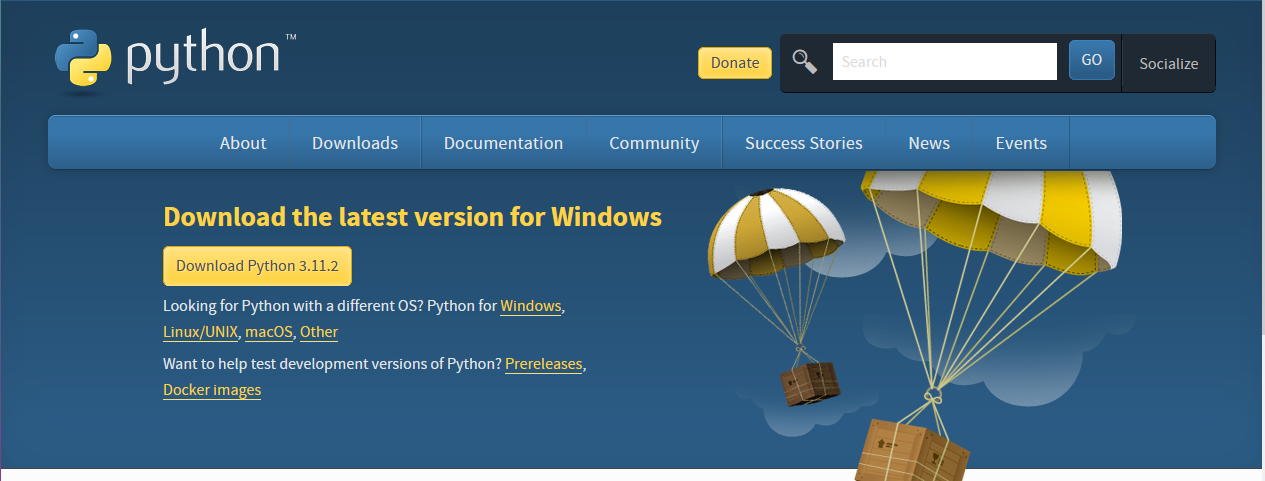 python™
Donate
Search
GO
Socialize
About
Downloads
Documentation
Community
Success Stories
News
Events
Download the latest version for Windows
Download Python 3.11.2
Looking for Python with a different OS? Python for Windows,
Linux/UNIX, macOS, Other
Want to help test development versions of Python? Prereleases,
Docker images